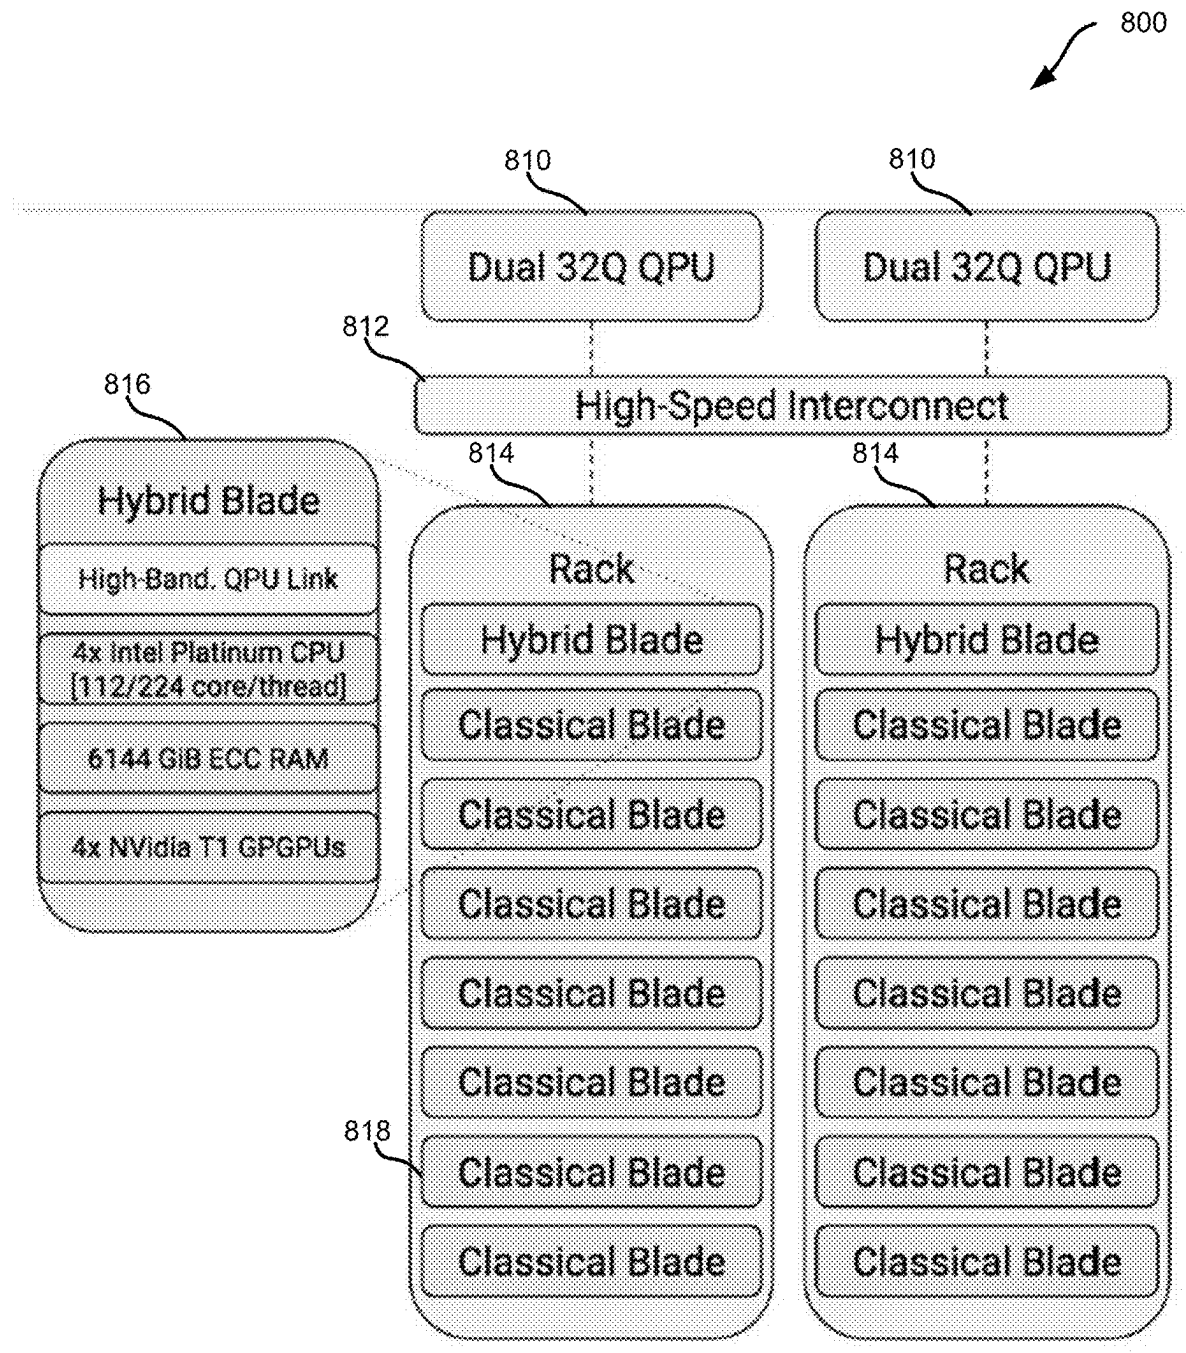 800
810
810
Dual 32Q QPU
Dual 32Q QPU
812
High-Speed Interconnect
816
Hybrid Blade
High-Band. QPU Link
4x Intel Platinum CPU
[112/224 core/thread]
6144 GiB ECC RAM
4x NVidia T1 GPGPUs
814
814
Rack
Hybrid Blade
Classical Blade
Classical Blade
Classical Blade
Classical Blade
Classical Blade
818
Classical Blade
Classical Blade
Rack
Hybrid Blade
Classical Blade
Classical Blade
Classical Blade
Classical Blade
Classical Blade
Classical Blade
Classical Blade